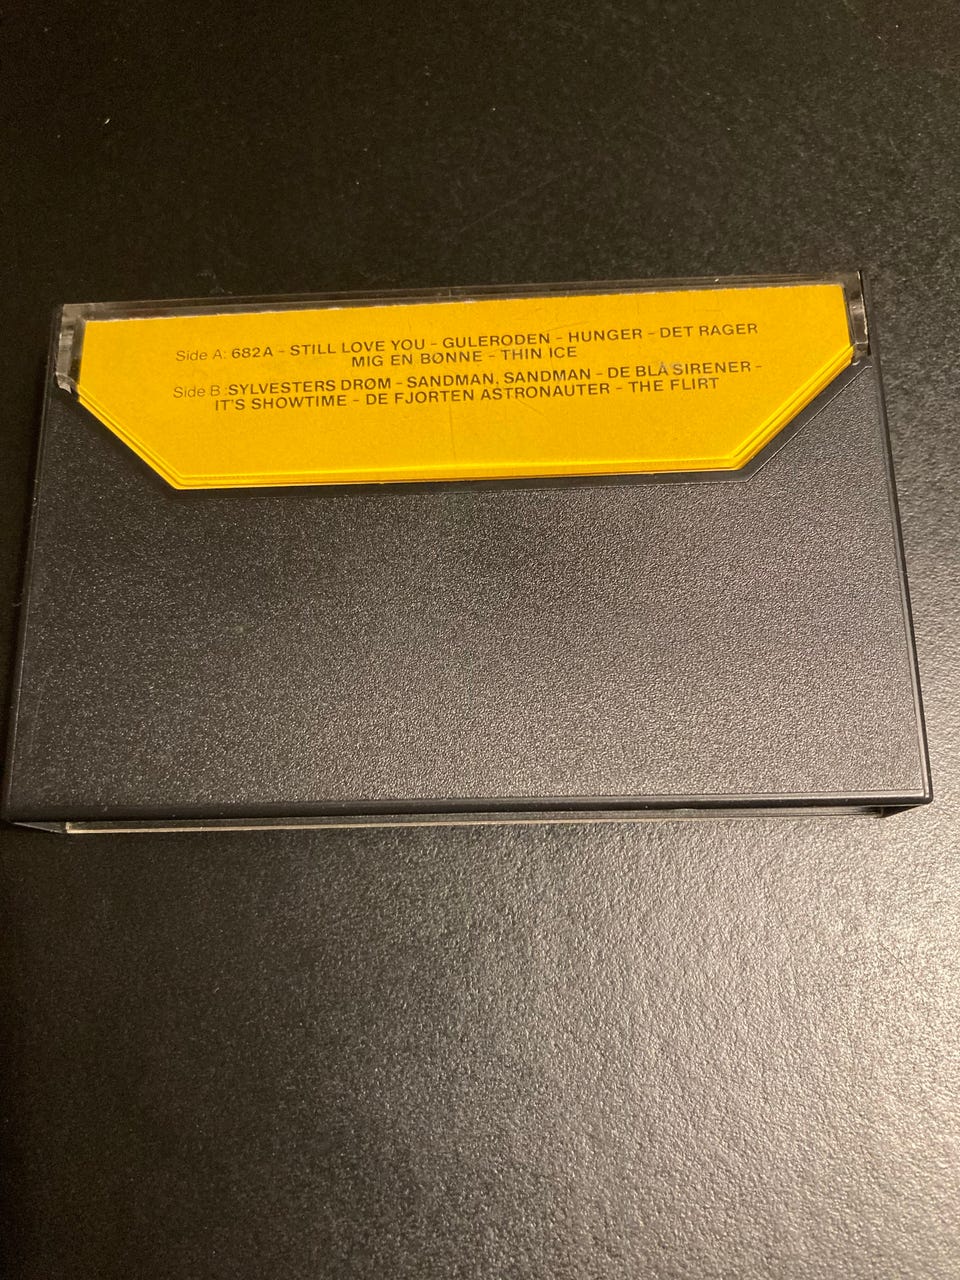 Side A: 682A - STILL LOVE YOU - GULERODEN - HUNGER - DET RAGER
MIG EN BØNNE - THIN ICE
Side B SYLVESTERS DRØM - SANDMAN, SANDMAN - DE BLÅ SIRENER -
IT'S SHOWTIME - DE FJORTEN ASTRONAUTER - THE FLIRT